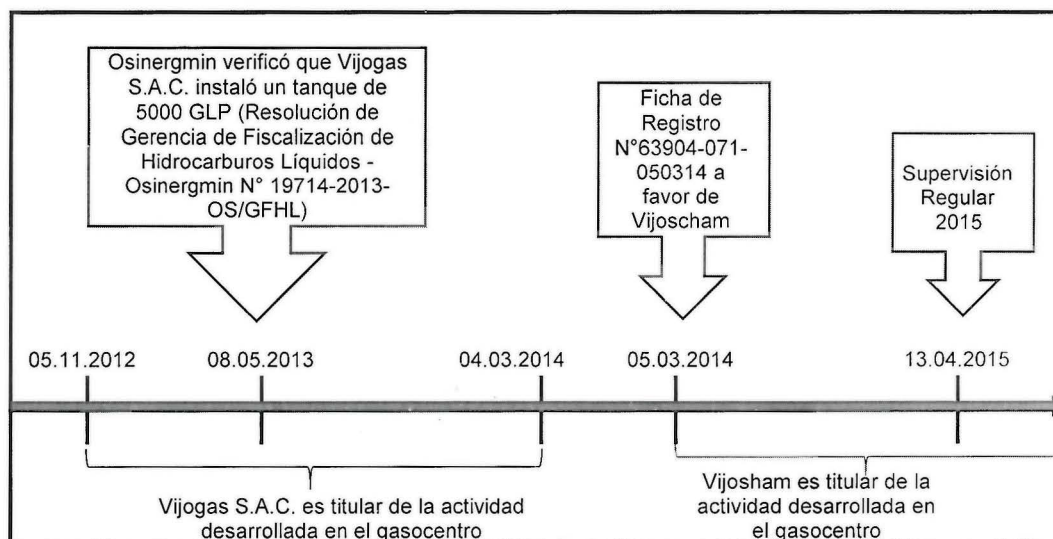 Osinergmin verificó que Vijogas
S.A.C. instaló un tanque de
5000 GLP (Resolución de
Gerencia de Fiscalización de
Hidrocarburos Líquidos -
Osinergmin N° 19714-2013-
OS/GFHL)
Ficha de
Registro
N°63904-071-
050314 a
favor de
Vijoscham
Supervisión
Regular
2015
05.11.2012
08.05.2013
04.03.2014
05.03.2014
13.04.2015
Vijogas S.A.C. es titular de la actividad
desarrollada en el gasocentro
Vijosham es titular de la
actividad desarrollada en
el gasocentro